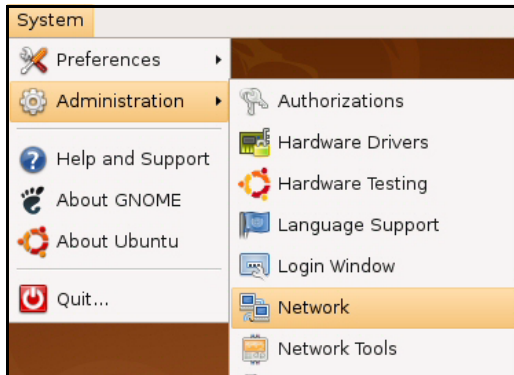 System
Preferences
Administration
Help and Support
About GNOME
About Ubuntu
Quit...
Authorizations
Hardware Drivers
Hardware Testing
Language Support
Login Window
Network
Network Tools